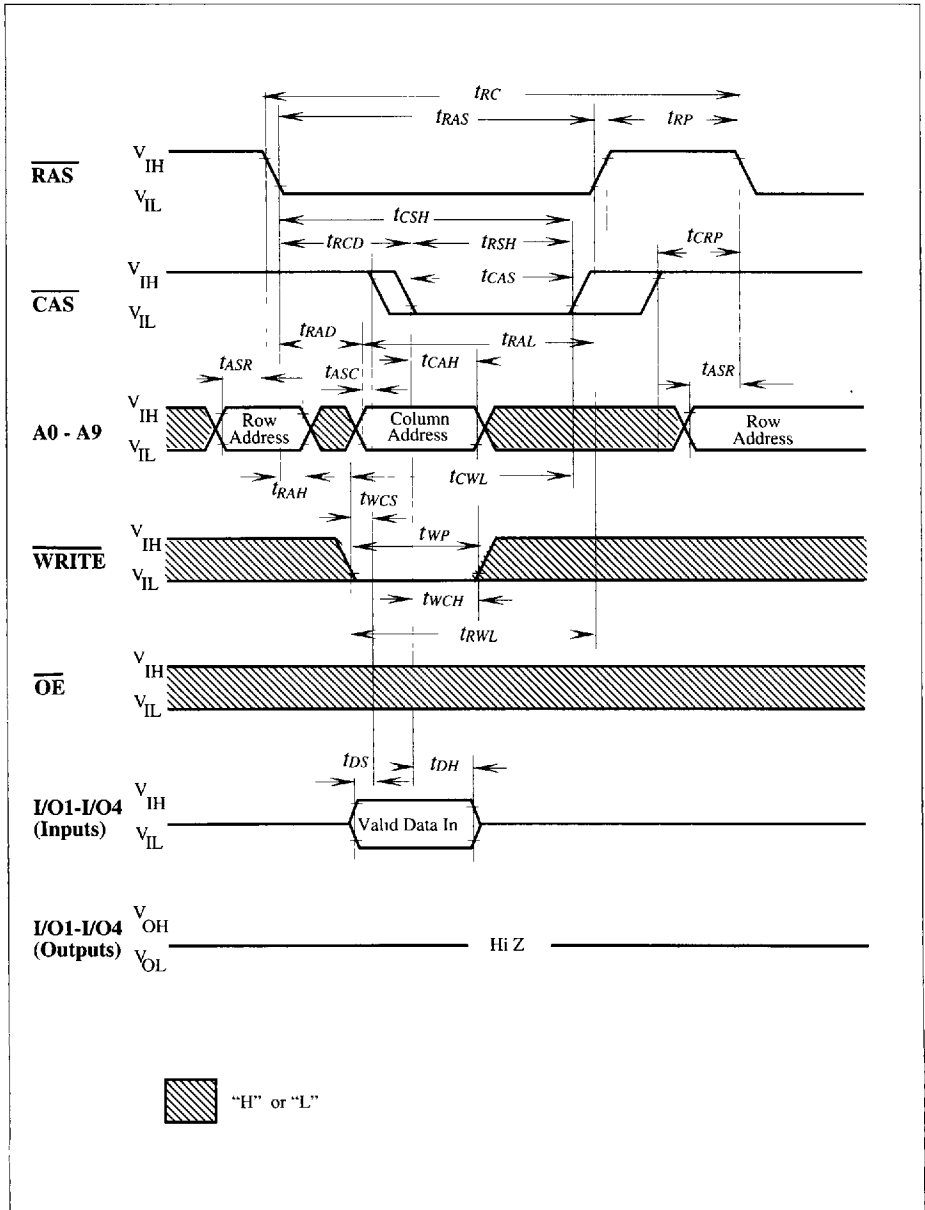 tRC
tRAS
tRP
RAS
VIH
VIL
tCSH
tRCD
tRSH
tCRP
CAS
VIH
VIL
tCAS
tRAD
tRAL
tASR
tASC
tCAH
tASR
A0 - A9
VIH
VIL
Row Address
Column Address
Row Address
tRAH
tWCS
tCWL
WRITE
VIH
VIL
tWP
tWCH
tRWL
OE
VIH
VIL
tDS
tDH
I/O1-I/O4
(Inputs)
VIH
VIL
Valid Data In
I/O1-I/O4
(Outputs)
VOH
VOL
Hi Z
“H” or “L”